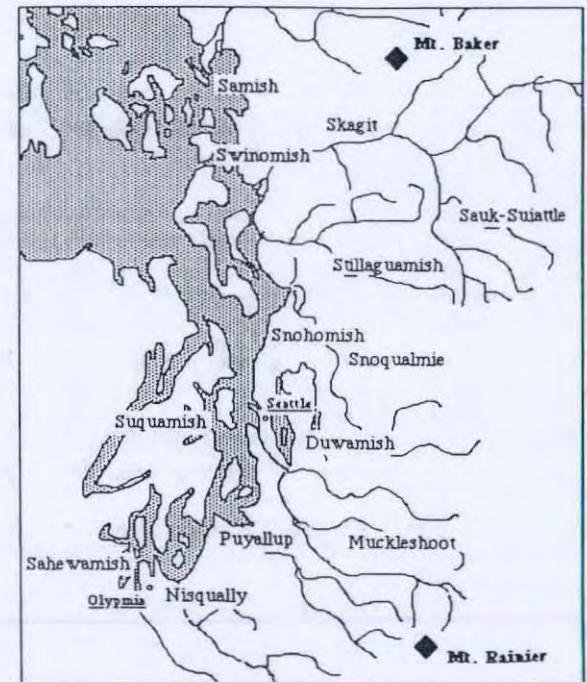 Mt. Baker
Samish
Skagit
Swinomish
Sauk-Suiattle
Stillaguamish
Snohomish
Snoqualmie
Seattle
Suquamish
Duwamish
Puyallup
Muckleshoot
Sahewamish
Olypmia
Nisqually
Mt. Rainier